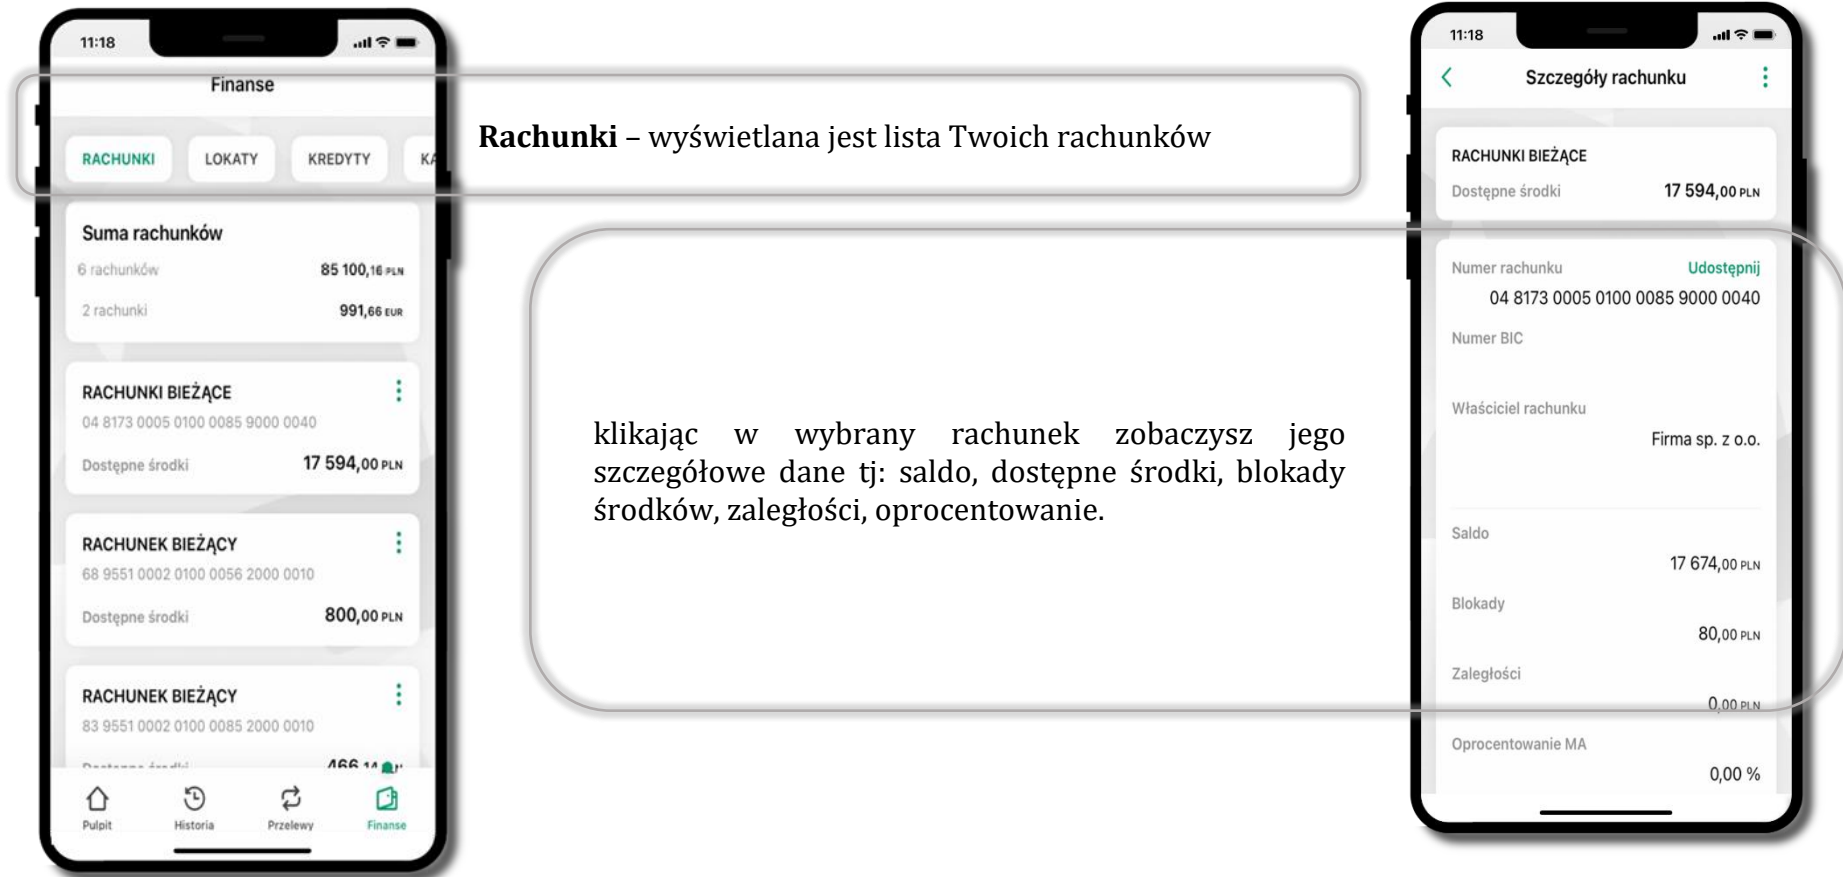 11:18
Finanse
RACHUNKI LOKATY KREDYTY KA
Suma rachunków
6 rachunków 85 100,16 PLN
2 rachunki 991,66 EUR
RACHUNKI BIEŻĄCE
04 8173 0005 0100 0085 9000 0040
Dostępne środki 17 594,00 PLN
RACHUNEK BIEŻĄCY
68 9551 0002 0100 0056 2000 0010
Dostępne środki 800,00 PLN
RACHUNEK BIEŻĄCY
83 9551 0002 0100 0085 2000 0010
Dostępne środki 466,14
Pulpit Historia Przelewy Finanse
Rachunki – wyświetlana jest lista Twoich rachunków
klikając w wybrany rachunek zobaczysz jego
szczegółowe dane tj: saldo, dostępne środki, blokady
środków, zaległości, oprocentowanie.
11:18
Szczegóły rachunku
RACHUNKI BIEŻĄCE
Dostępne środki 17 594,00 PLN
Numer rachunku Udostępnij
04 8173 0005 0100 0085 9000 0040
Numer BIC
Właściciel rachunku
Firma sp. z o.o.
Saldo
17 674,00 PLN
Blokady
80,00 PLN
Zaległości
0,00 PLN
Oprocentowanie MA
0,00 %